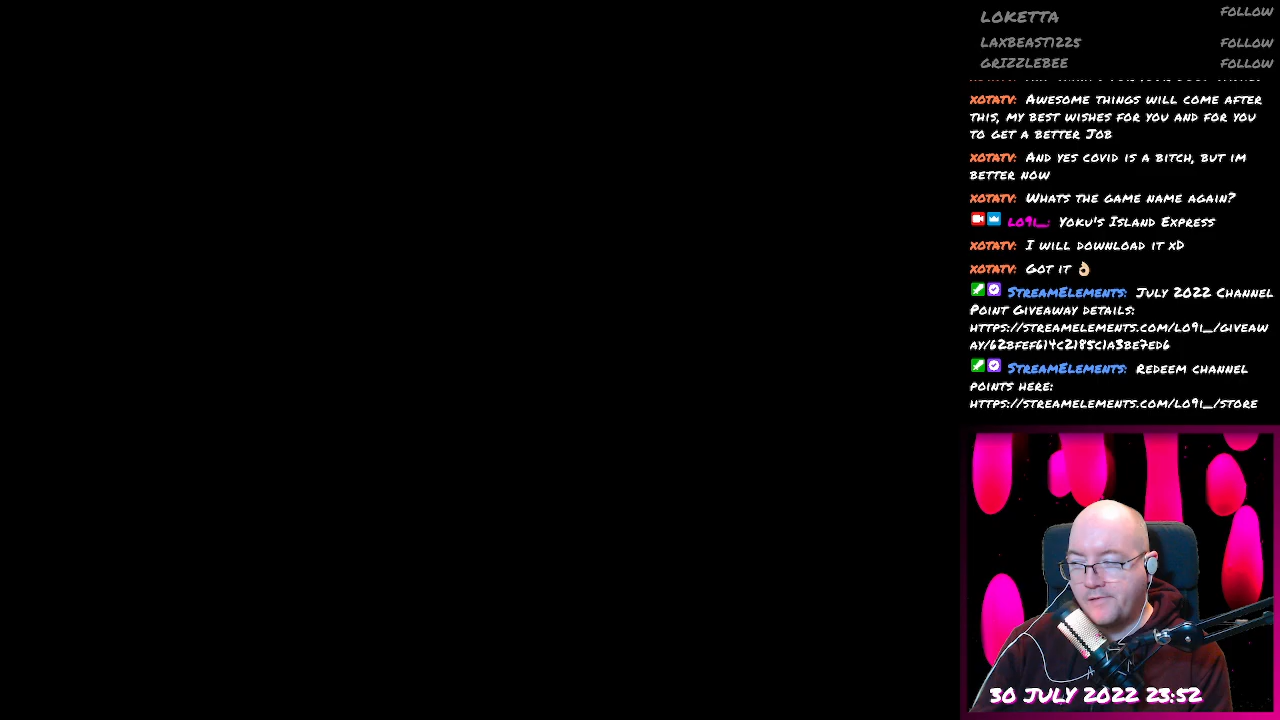 LOKETTA FOLLOW
LAXBEAST1225 FOLLOW
GRIZZLEBEE FOLLOW
XOTATV: Awesome things will come after
this, my best wishes for you and for you
to get a better Job
XOTATV: And yes covid is a bitch, but im
better now
XOTATV: Whats the game name again?
LO9I_: Yoku's Island Express
XOTATV: I will download it xD
XOTATV: Got it 👌🏼
StreamElements: July 2022 Channel
Point Giveaway details:
https://streamelements.com/lo9i_/giveaw
ay/62bfef614c2185c1a3be7ed6
StreamElements: Redeem channel
points here:
https://streamelements.com/lo9i_/store
30 JULY 2022 23:52